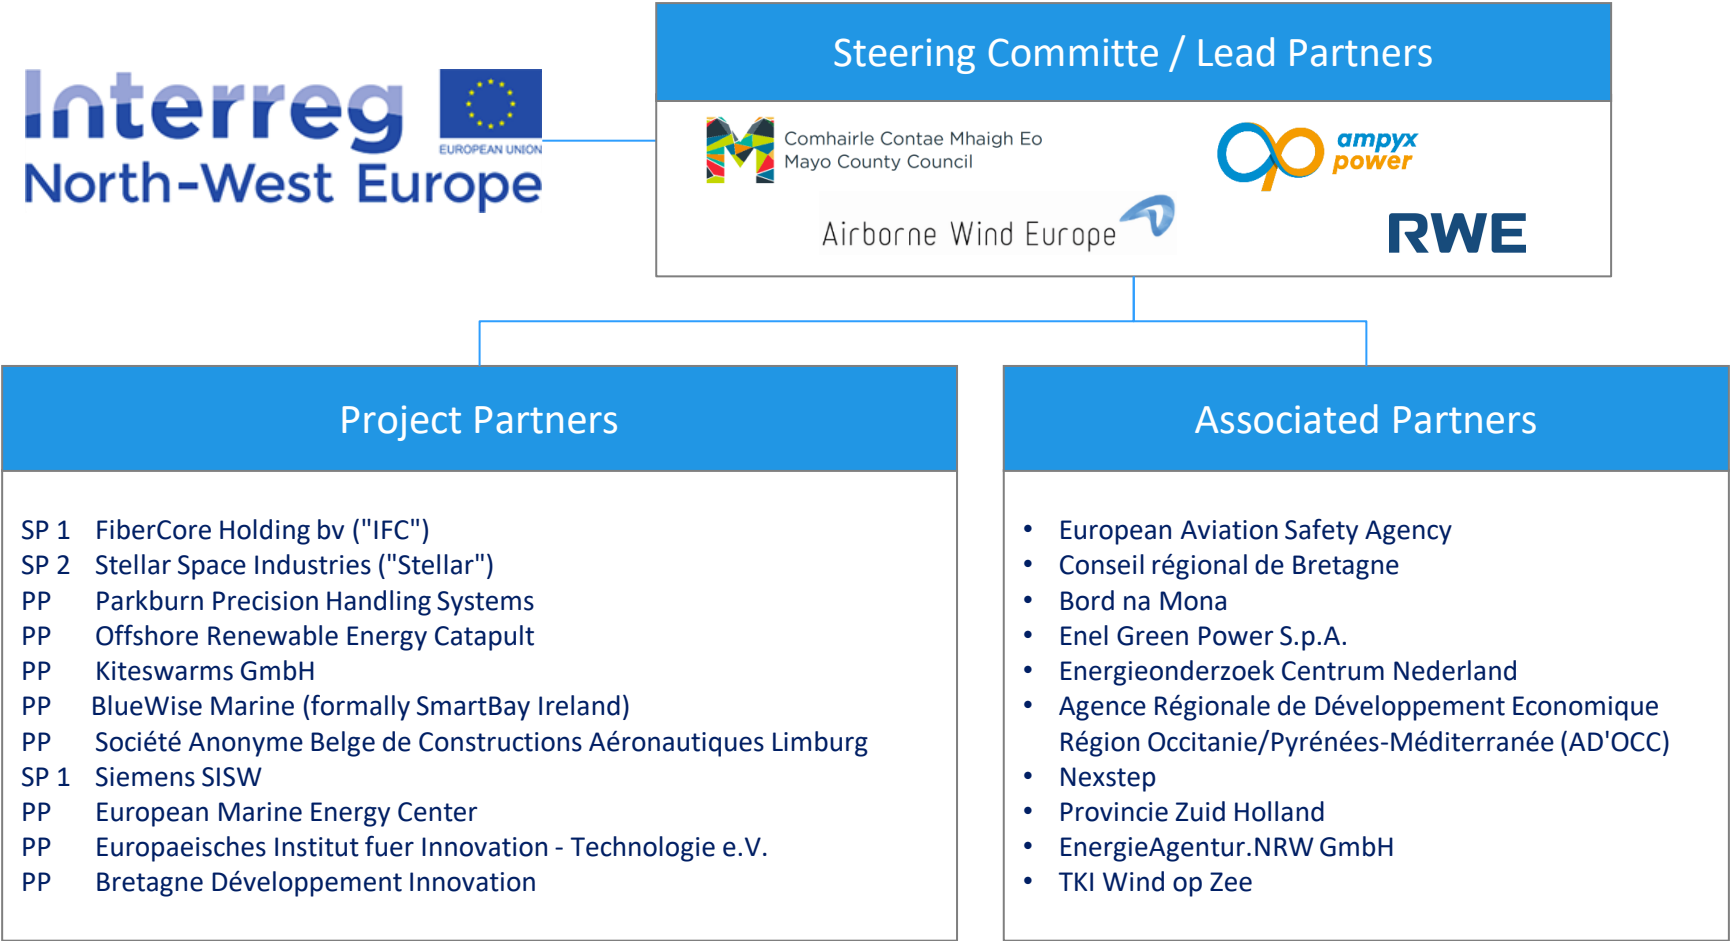 Interreg
EUROPEAN UNION
North-West Europe
Steering Committe / Lead Partners
Comhairle Contae Mhaigh Eo
Mayo County Council
ampyx
power
Airborne Wind Europe
RWE
Project Partners
SP 1 FiberCore Holding bv ("IFC")
SP 2 Stellar Space Industries ("Stellar")
PP Parkburn Precision Handling Systems
PP Offshore Renewable Energy Catapult
PP Kiteswarms GmbH
PP BlueWise Marine (formally SmartBay Ireland)
PP Société Anonyme Belge de Constructions Aéronautiques Limburg
SP 1 Siemens SISW
PP European Marine Energy Center
PP Europaeisches Institut fuer Innovation - Technologie e.V.
PP Bretagne Développement Innovation
Associated Partners
• European Aviation Safety Agency
• Conseil régional de Bretagne
• Bord na Mona
• Enel Green Power S.p.A.
• Energieonderzoek Centrum Nederland
• Agence Régionale de Développement Economique
Région Occitanie/Pyrénées-Méditerranée (AD'OCC)
• Nexstep
• Provincie Zuid Holland
• EnergieAgentur.NRW GmbH
• TKI Wind op Zee